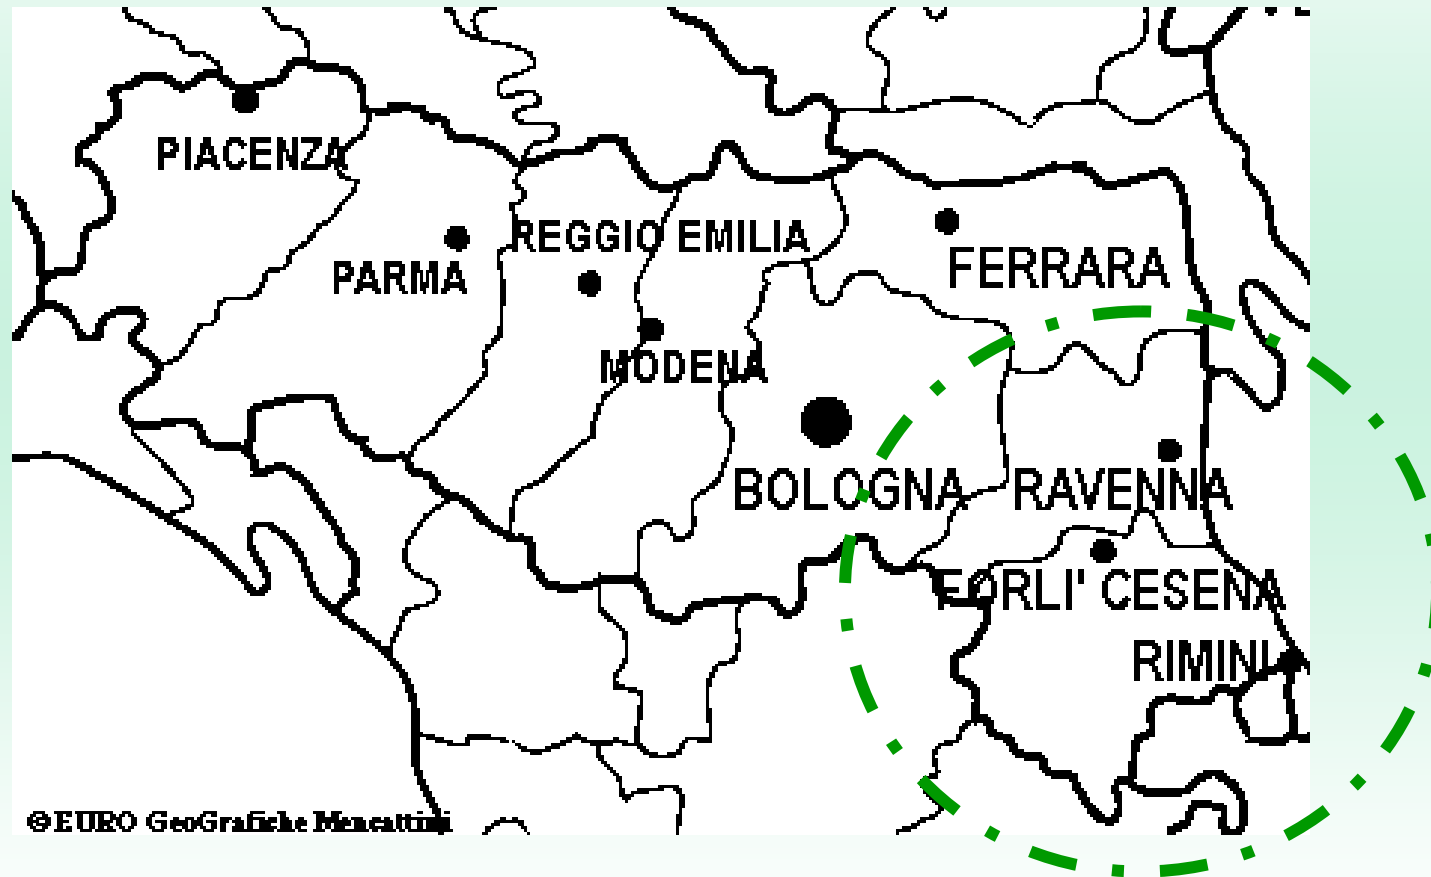 PIACENZA
REGGIO EMILIA
PARMA
FERRARA
MODENA
BOLOGNA
RAVENNA
FORLI' CESENA
RIMINI
©EURO GeoGrafiche Mencattini